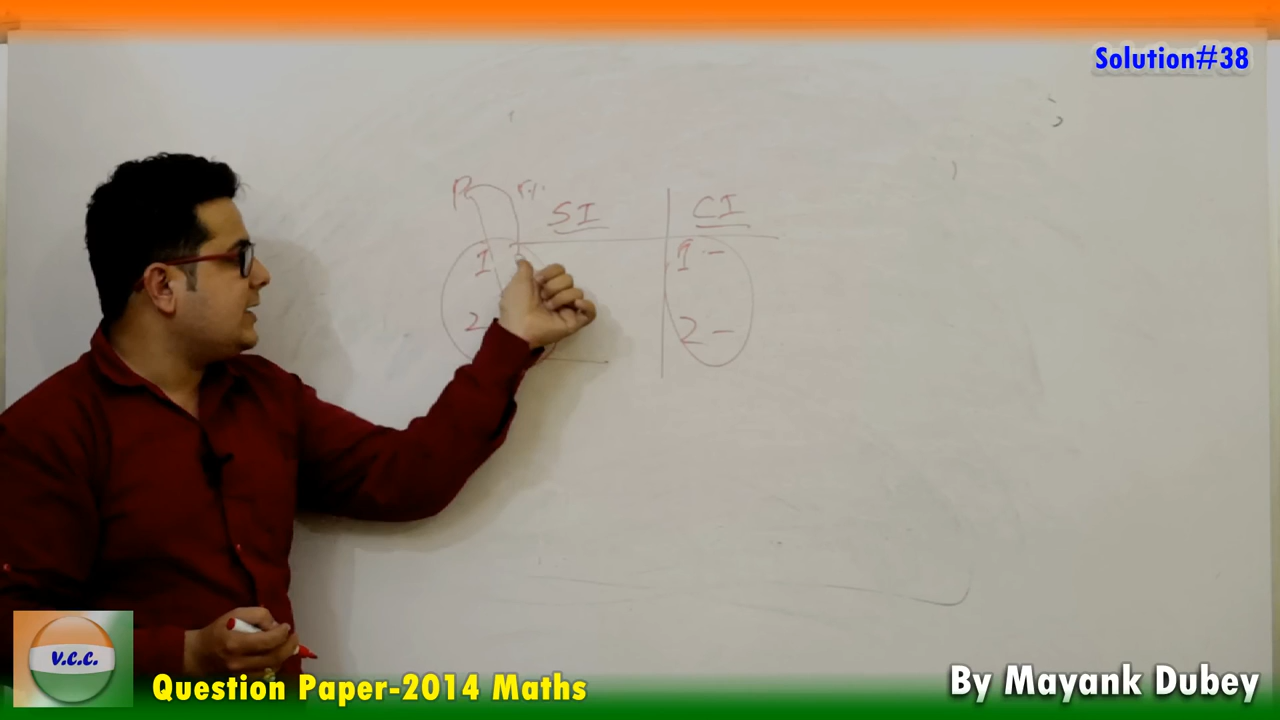 Solution#38
P r%
SI CI
1 1 -
2 2 -
V.C.C.
Question Paper-2014 Maths
By Mayank Dubey